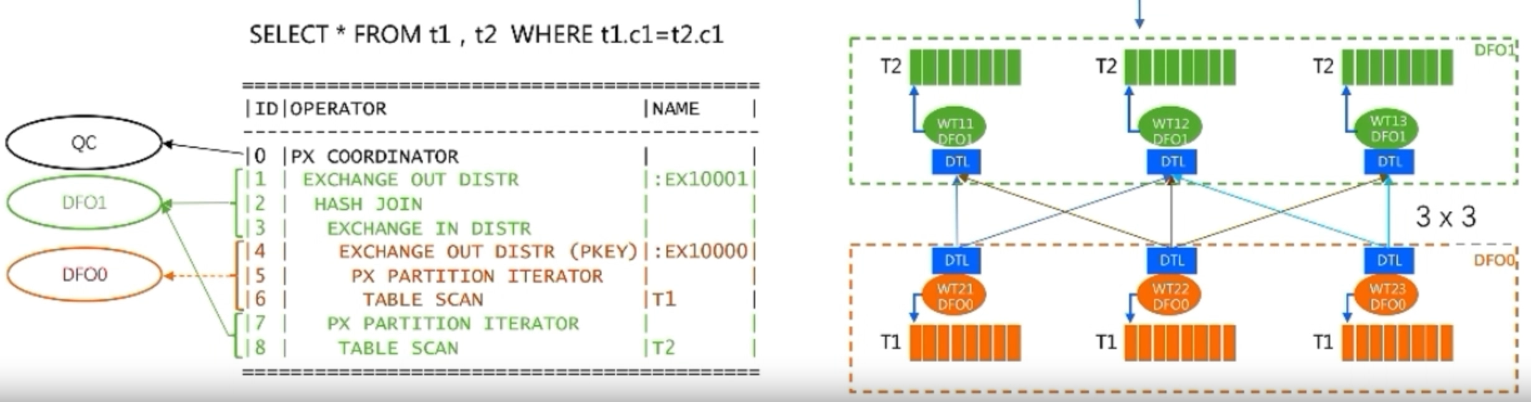 SELECT * FROM t1 , t2 WHERE t1.c1=t2.c1
==========================================
|ID|OPERATOR |NAME |
------------------------------------------
|0 |PX COORDINATOR | |
|1 | EXCHANGE OUT DISTR |:EX10001|
|2 | HASH JOIN | |
|3 | EXCHANGE IN DISTR | |
|4 | EXCHANGE OUT DISTR (PKEY)|:EX10000|
|5 | PX PARTITION ITERATOR | |
|6 | TABLE SCAN |T1 |
|7 | PX PARTITION ITERATOR | |
|8 | TABLE SCAN |T2 |
==========================================
QC
DFO1
DFO0
DFO1
T2 T2 T2
WT11 WT12 WT13
DFO1 DFO1 DFO1
DTL DTL DTL
3 x 3
DFO0
DTL DTL DTL
WT21 WT22 WT23
DFO0 DFO0 DFO0
T1 T1 T1